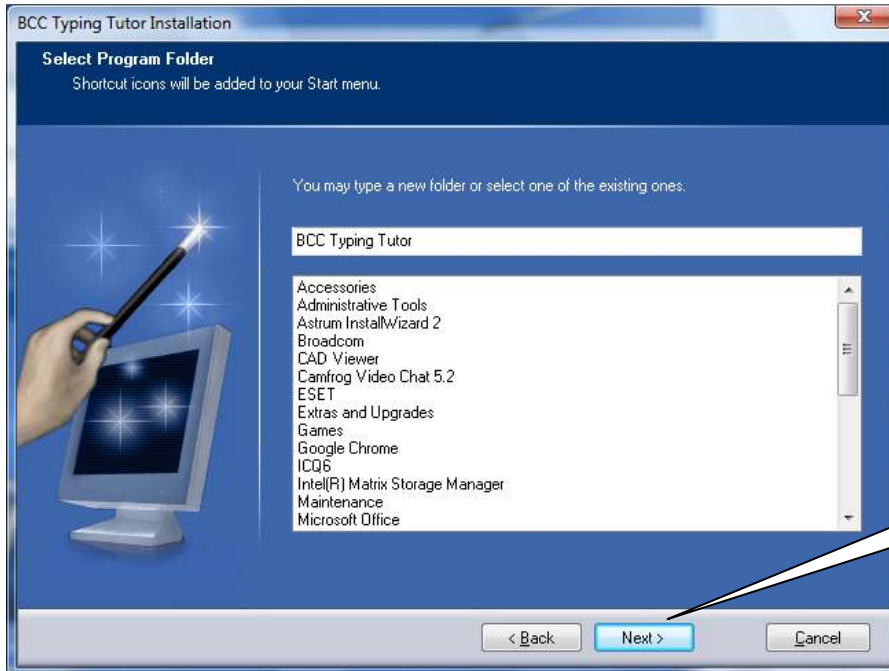 BCC Typing Tutor Installation
Select Program Folder
Shortcut icons will be added to your Start menu.
You may type a new folder or select one of the existing ones.
BCC Typing Tutor
Accessories
Administrative Tools
Astrum InstallWizard 2
Broadcom
CAD Viewer
Camfrog Video Chat 5.2
ESET
Extras and Upgrades
Games
Google Chrome
ICQ6
Intel(R) Matrix Storage Manager
Maintenance
Microsoft Office
< Back Next > Cancel